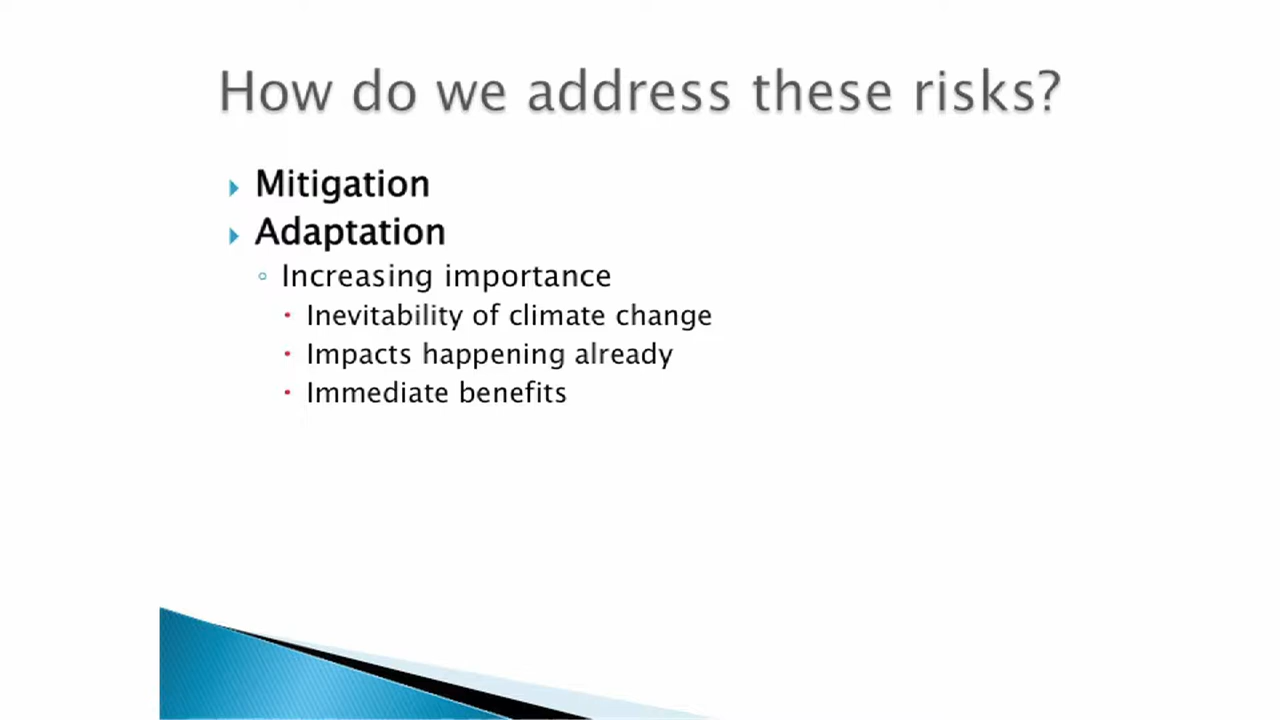 How do we address these risks?
Mitigation
Adaptation
Increasing importance
Inevitability of climate change
Impacts happening already
Immediate benefits